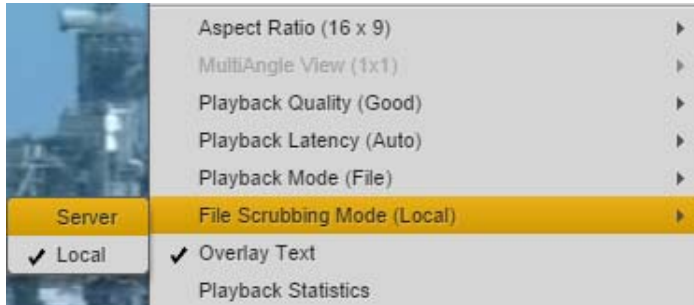 Aspect Ratio (16 x 9)
MultiAngle View (1x1)
Playback Quality (Good)
Playback Latency (Auto)
Playback Mode (File)
Server
File Scrubbing Mode (Local)
Local
Overlay Text
Playback Statistics